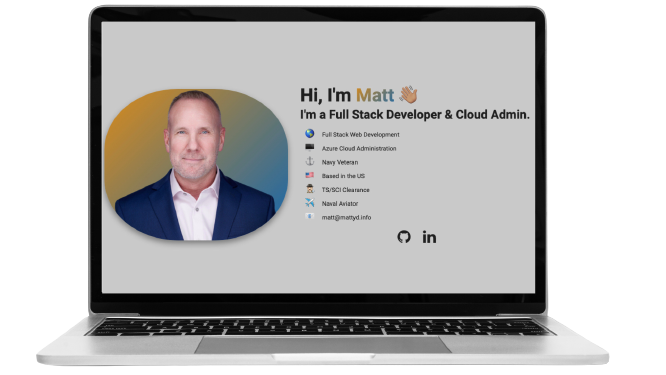 Hi, I'm Matt 👋
I'm a Full Stack Developer & Cloud Admin.
Full Stack Web Development
Azure Cloud Administration
Navy Veteran
Based in the US
TS/SCI Clearance
Naval Aviator
matt@mattyd.info
in